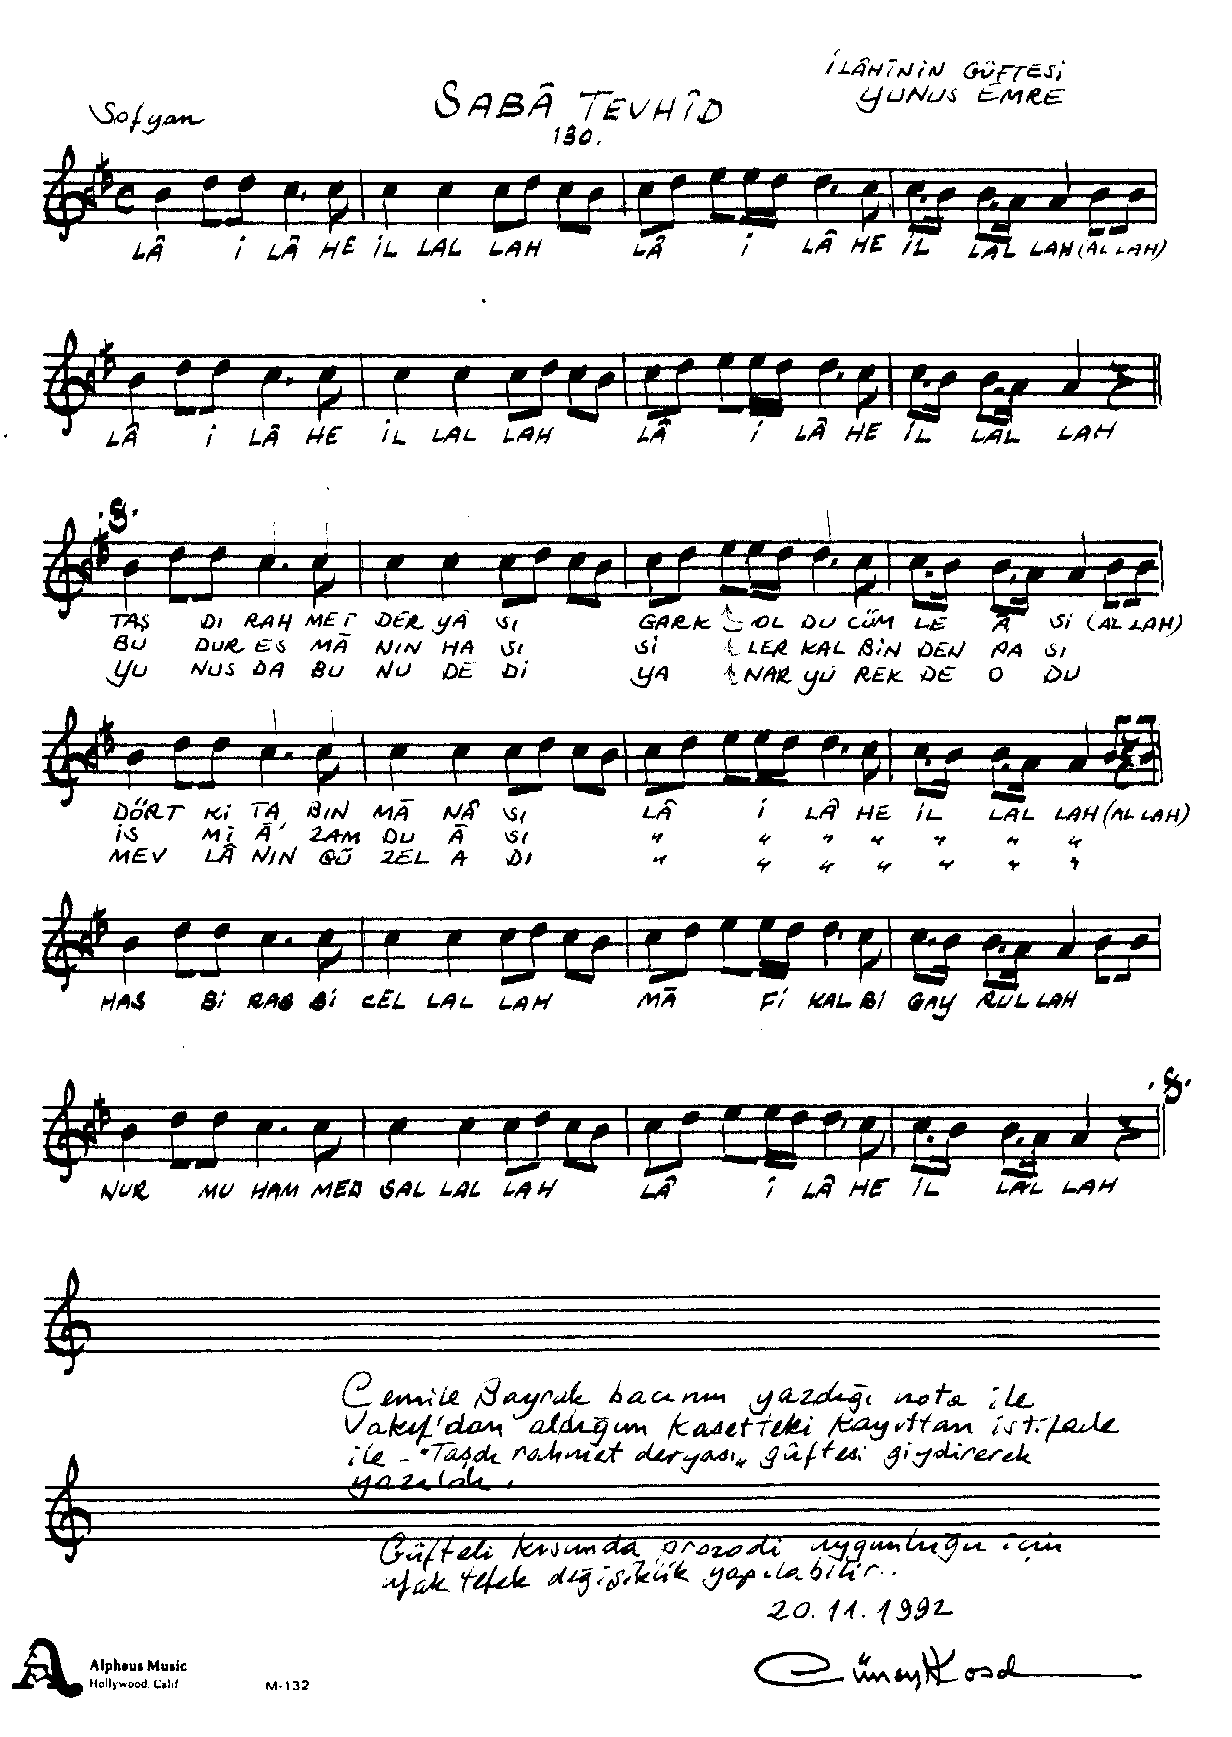 İLÂHÎNİN GÜFTESİ
YUNUS EMRE
Sofyan
SABÂ TEVHÎD
130.
LÂ İ LÂ HE İL LAL LAH LÂ İ LÂ HE İL LAL LAH (AL LAH)
LÂ İ LÂ HE İL LAL LAH LÂ İ LÂ HE İL LAL LAH
TAŞ DI RAH MET DER YÂ SI GARK OL DU CÜM LE Â Sİ (AL LAH)
BU DUR ES MÂ NIN HA SI Sİ LER KAL BİN DEN PA SI
YU NUS DA BU NU DE Dİ YA NAR YÜ REK DE O DU
DÖRT Kİ TA BIN MÂ NÂ SI LÂ İ LÂ HE İL LAL LAH (AL LAH)
İS Mİ Â' ZAM DU Â SI " " " " " " "
MEV LÂ NIN GÜ ZEL A DI " " " " " " "
HAS Bİ RAB Bİ CEL LAL LAH MÂ Fİ KAL Bİ GAY RUL LAH
NUR MU HAM MED SAL LAL LAH LÂ İ LÂ HE İL LAL LAH
Cemile Bayrak bacının yazdığı nota ile
Vakıf'dan aldığım kasetteki kayıttan istifade
ile - "Taşdı rahmet deryası" güftesi giydirerek
yazıldı.
Güfteli kısımda prozodi uygunluğu için
ufak tefek değişiklik yapılabilir..
20.11.1992
Alpheus Music
Hollywood, Calif
M-132
Cüneyt Kosal